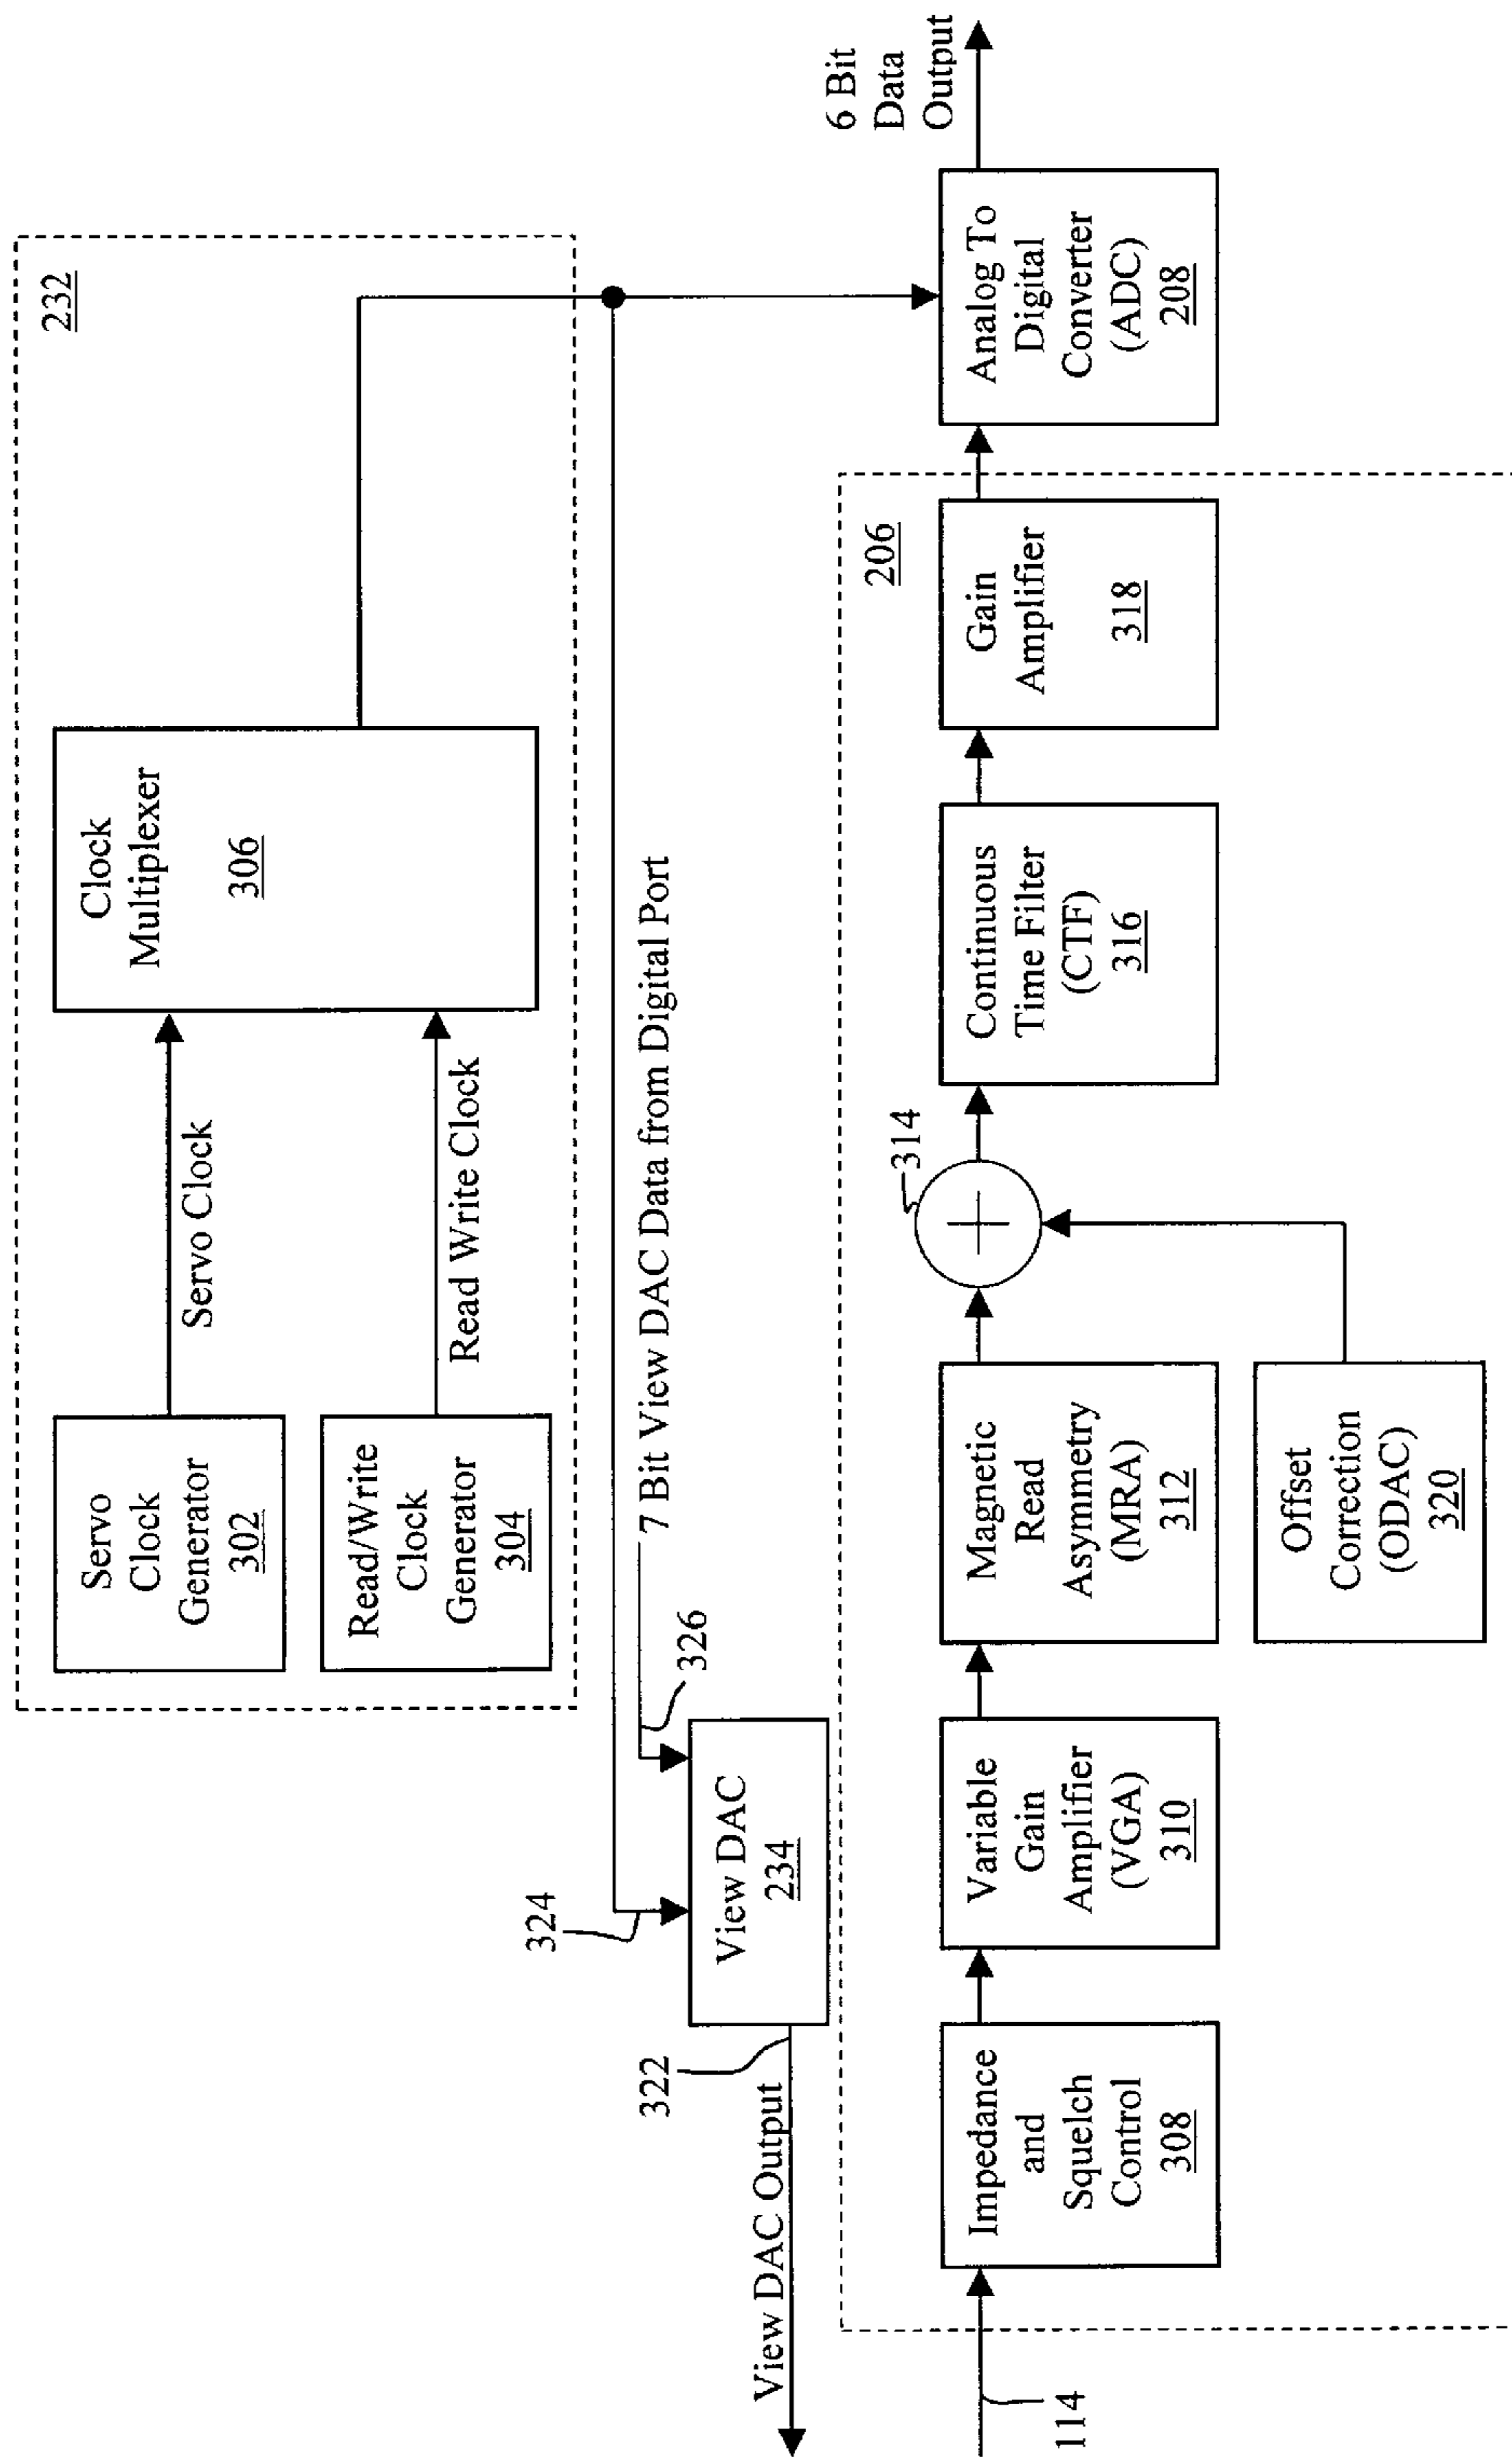 232
Servo
Clock
Generator
302
Servo Clock
Read/Write
Clock
Generator
304
Read Write Clock
Clock
Multiplexer
306
324
326
7 Bit View DAC Data from Digital Port
View DAC
234
322
View DAC Output
206
114
Impedance
and
Squelch
Control
308
Variable
Gain
Amplifier
(VGA)
310
Magnetic
Read
Asymmetry
(MRA)
312
314
Offset
Correction
(ODAC)
320
Continuous
Time Filter
(CTF)
316
Gain
Amplifier
318
Analog To
Digital
Converter
(ADC)
208
6 Bit
Data
Output